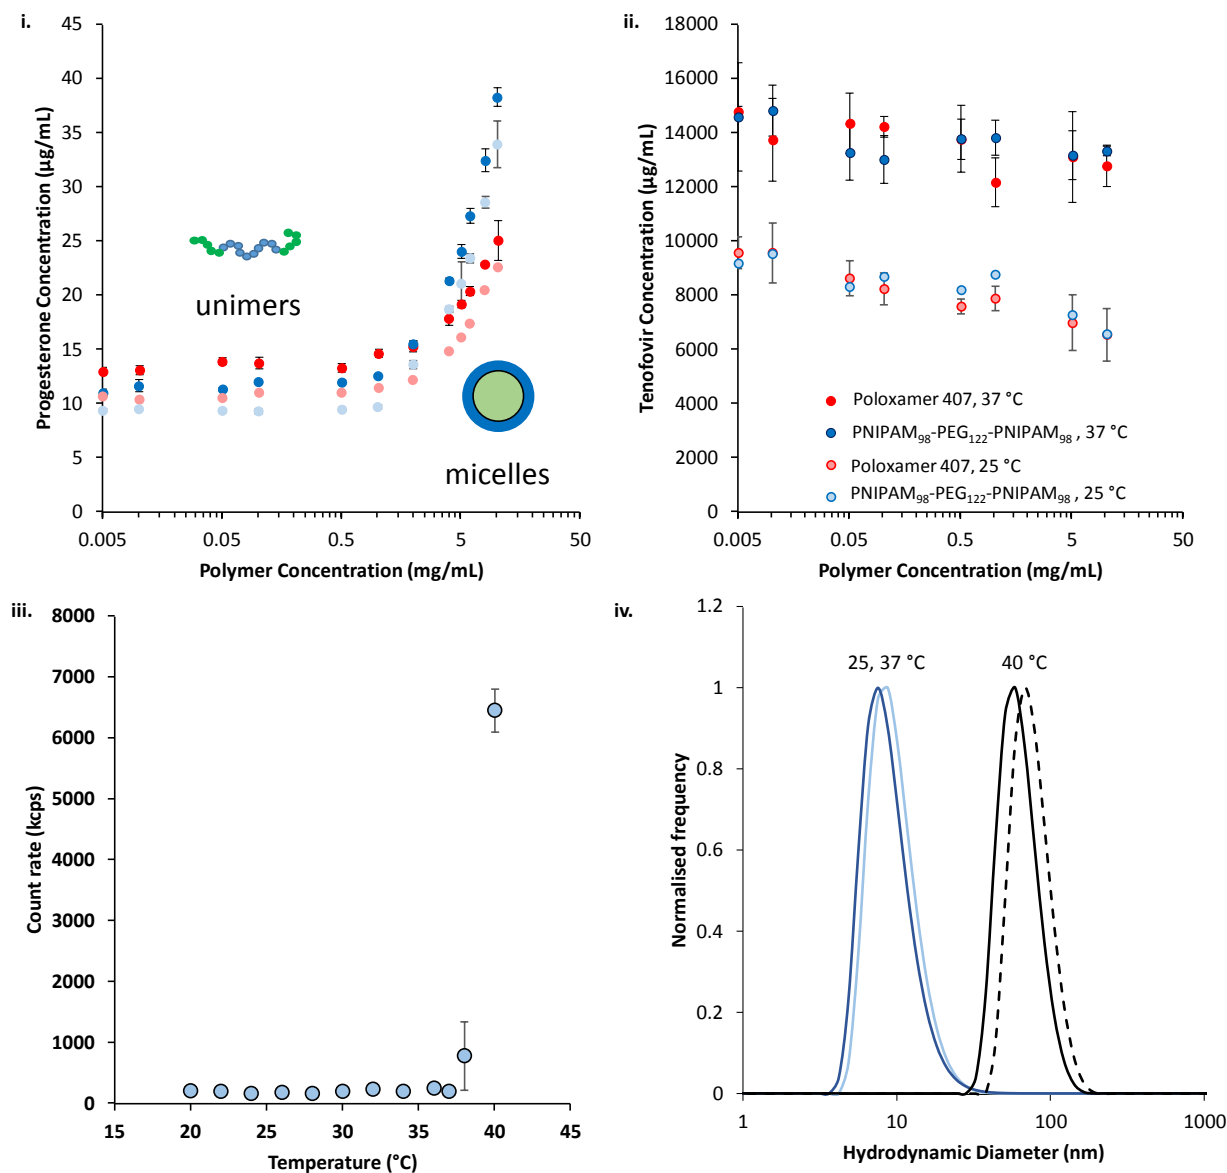 i.
45
40
35
30
25
20
15
10
5
0
0.005
0.05
0.5
5
50
Progesterone Concentration (µg/mL)
Polymer Concentration (mg/mL)
unimers
micelles
ii.
18000
16000
14000
12000
10000
8000
6000
4000
2000
0
0.005
0.05
0.5
5
50
Tenofovir Concentration (µg/mL)
Polymer Concentration (mg/mL)
Poloxamer 407, 37 °C
PNIPAM₉₈-PEG₁₂₂-PNIPAM₉₈ , 37 °C
Poloxamer 407, 25 °C
PNIPAM₉₈-PEG₁₂₂-PNIPAM₉₈ , 25 °C
iii.
8000
7000
6000
5000
4000
3000
2000
1000
0
15
20
25
30
35
40
45
Count rate (kcps)
Temperature (°C)
iv.
1.2
1
0.8
0.6
0.4
0.2
0
1
10
100
1000
Normalised frequency
Hydrodynamic Diameter (nm)
25, 37 °C
40 °C